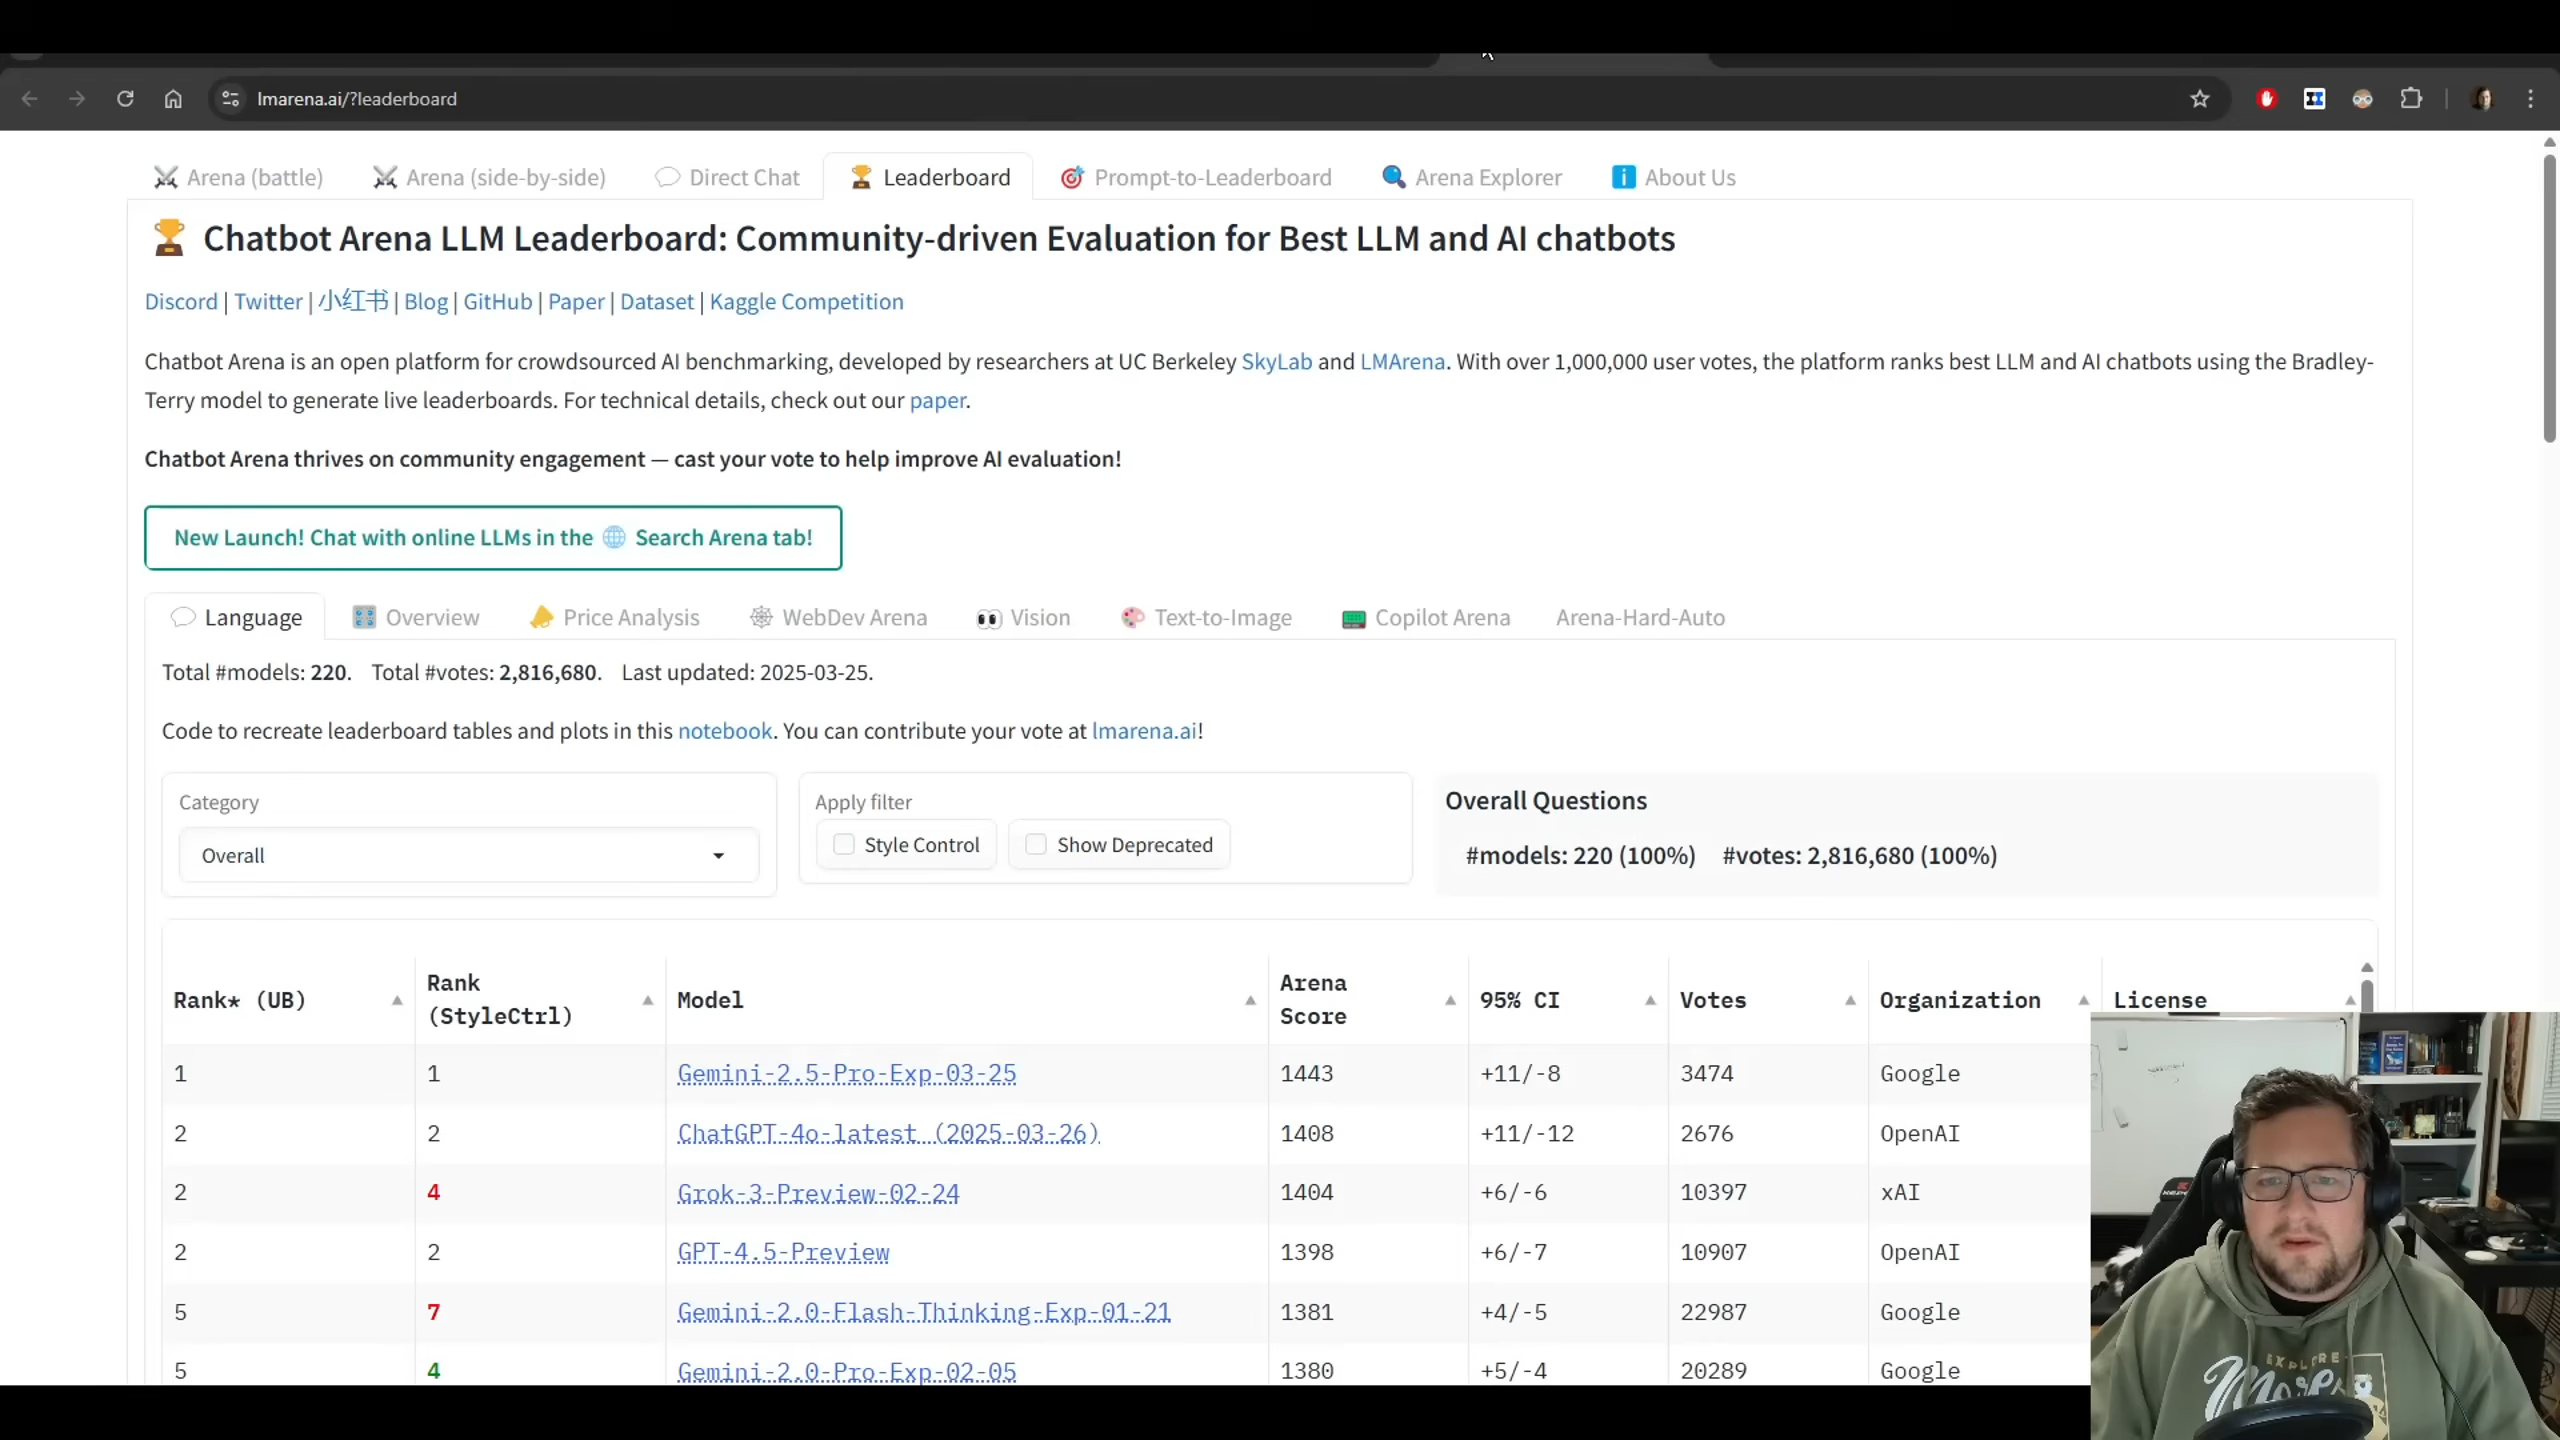 lmarena.ai/?leaderboard
Arena (battle) Arena (side-by-side) Direct Chat Leaderboard Prompt-to-Leaderboard Arena Explorer About Us
Chatbot Arena LLM Leaderboard: Community-driven Evaluation for Best LLM and AI chatbots
Discord | Twitter | 小红书 | Blog | GitHub | Paper | Dataset | Kaggle Competition
Chatbot Arena is an open platform for crowdsourced AI benchmarking, developed by researchers at UC Berkeley SkyLab and LMArena. With over 1,000,000 user votes, the platform ranks best LLM and AI chatbots using the Bradley-
Terry model to generate live leaderboards. For technical details, check out our paper.
Chatbot Arena thrives on community engagement — cast your vote to help improve AI evaluation!
New Launch! Chat with online LLMs in the Search Arena tab!
Language Overview Price Analysis WebDev Arena Vision Text-to-Image Copilot Arena Arena-Hard-Auto
Total #models: 220. Total #votes: 2,816,680. Last updated: 2025-03-25.
Code to recreate leaderboard tables and plots in this notebook. You can contribute your vote at lmarena.ai!
Category
Overall
Apply filter
Style Control Show Deprecated
Overall Questions
#models: 220 (100%) #votes: 2,816,680 (100%)
Rank* (UB) Rank (StyleCtrl) Model Arena Score 95% CI Votes Organization License
1 1 Gemini-2.5-Pro-Exp-03-25 1443 +11/-8 3474 Google
2 2 ChatGPT-4o-latest (2025-03-26) 1408 +11/-12 2676 OpenAI
2 4 Grok-3-Preview-02-24 1404 +6/-6 10397 xAI
2 2 GPT-4.5-Preview 1398 +6/-7 10907 OpenAI
5 7 Gemini-2.0-Flash-Thinking-Exp-01-21 1381 +4/-5 22987 Google
5 4 Gemini-2.0-Pro-Exp-02-05 1380 +5/-4 20289 Google